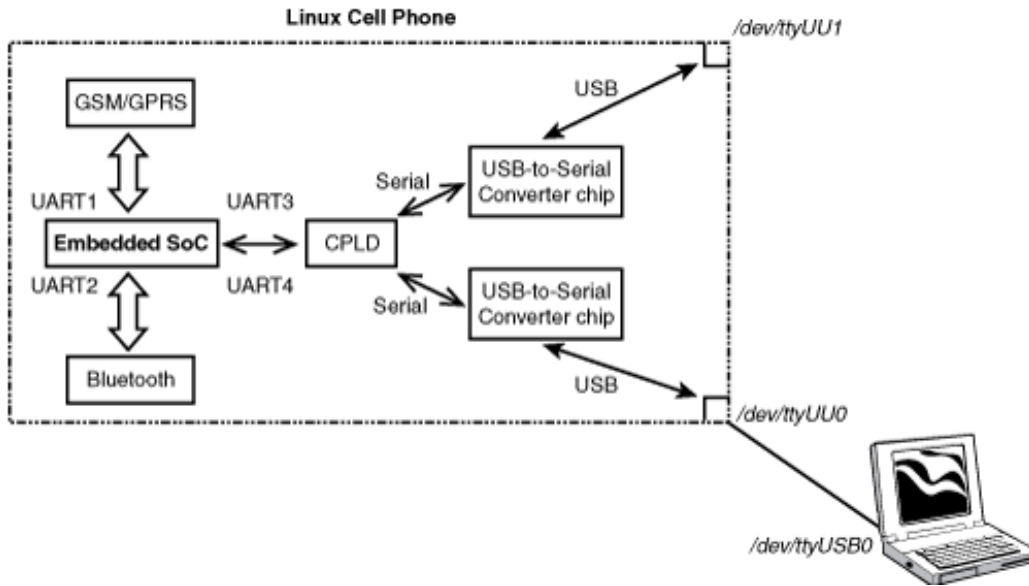 Linux Cell Phone
/dev/ttyUU1
USB
GSM/GPRS
USB-to-Serial
Converter chip
Serial
UART1
UART3
Embedded SoC
CPLD
UART2
UART4
Serial
USB-to-Serial
Converter chip
Bluetooth
USB
/dev/ttyUU0
/dev/ttyUSB0